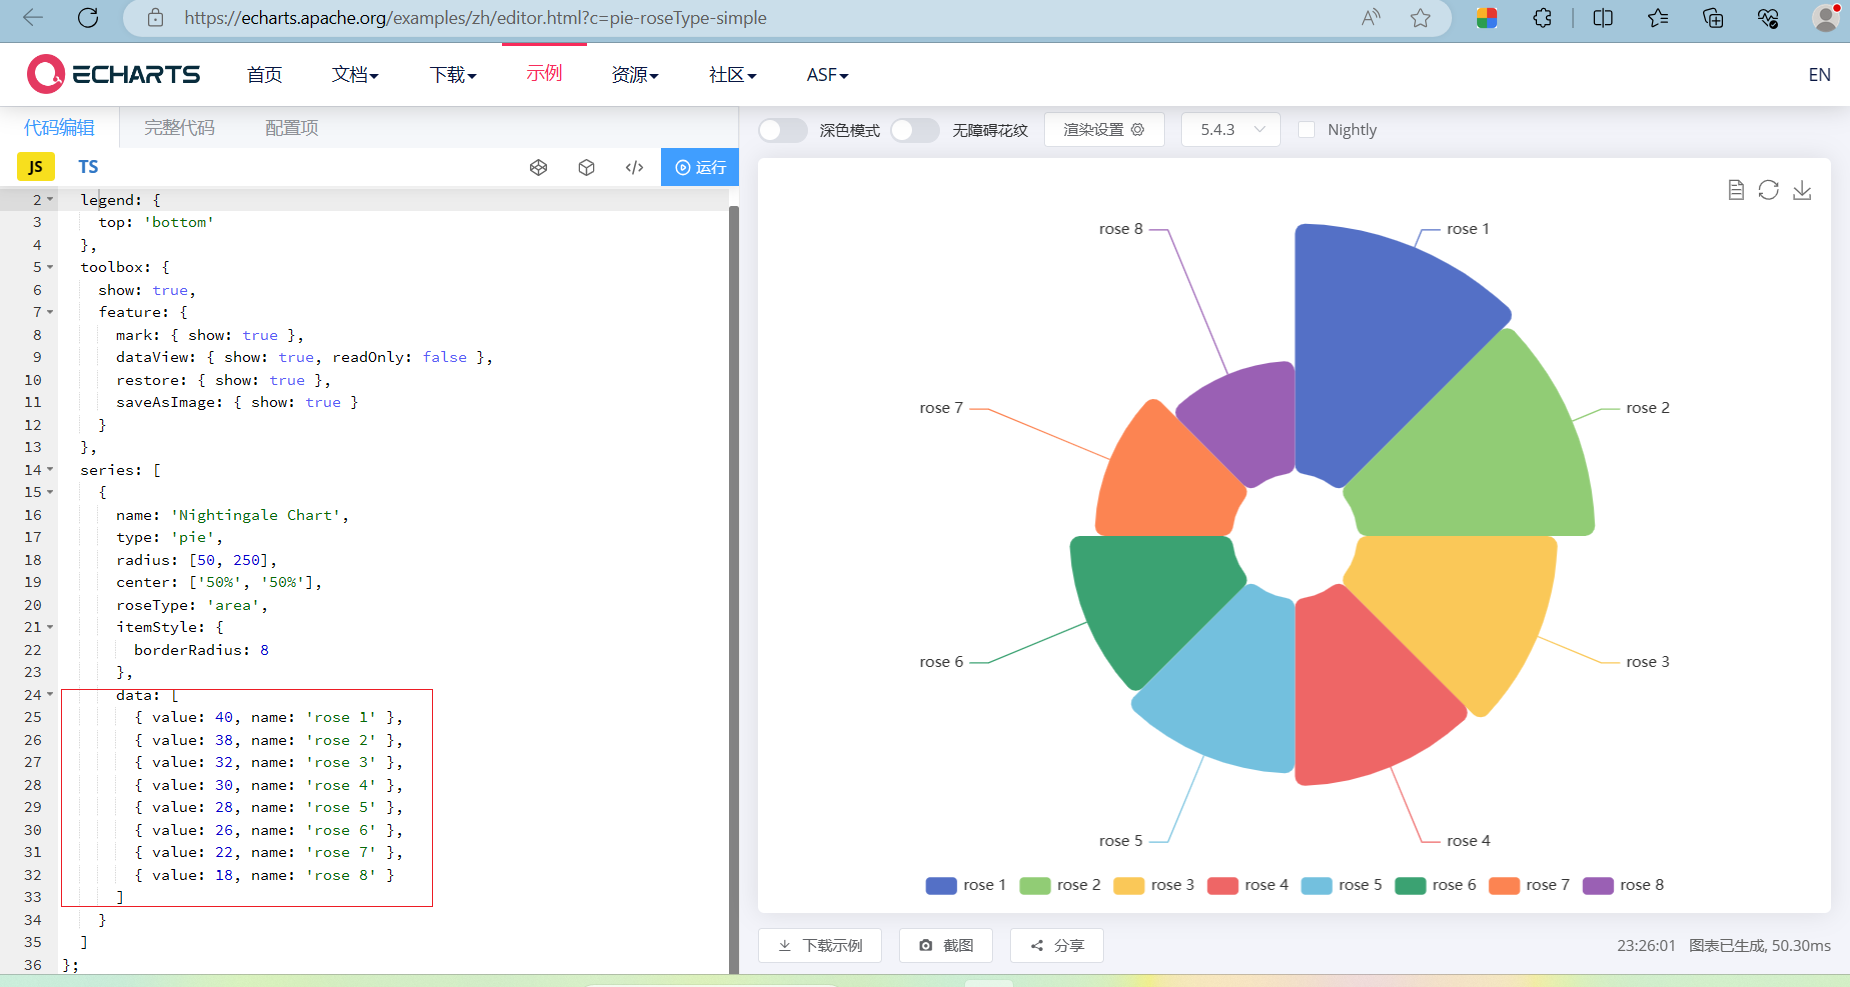 https://echarts.apache.org/examples/zh/editor.html?c=pie-roseType-simple
ECHARTS 首页 文档 下载 示例 资源 社区 ASF EN
代码编辑 完整代码 配置项
深色模式 无障碍花纹 渲染设置 5.4.3 Nightly
JS TS 运行
2 legend: {
3 top: 'bottom'
4 },
5 toolbox: {
6 show: true,
7 feature: {
8 mark: { show: true },
9 dataView: { show: true, readOnly: false },
10 restore: { show: true },
11 saveAsImage: { show: true }
12 }
13 },
14 series: [
15 {
16 name: 'Nightingale Chart',
17 type: 'pie',
18 radius: [50, 250],
19 center: ['50%', '50%'],
20 roseType: 'area',
21 itemStyle: {
22 borderRadius: 8
23 },
24 data: [
25 { value: 40, name: 'rose 1' },
26 { value: 38, name: 'rose 2' },
27 { value: 32, name: 'rose 3' },
28 { value: 30, name: 'rose 4' },
29 { value: 28, name: 'rose 5' },
30 { value: 26, name: 'rose 6' },
31 { value: 22, name: 'rose 7' },
32 { value: 18, name: 'rose 8' }
33 ]
34 }
35 ]
36 };
rose 8 rose 1
rose 7 rose 2
rose 6 rose 3
rose 5 rose 4
rose 1 rose 2 rose 3 rose 4 rose 5 rose 6 rose 7 rose 8
下载示例 截图 分享 23:26:01 图表已生成, 50.30ms